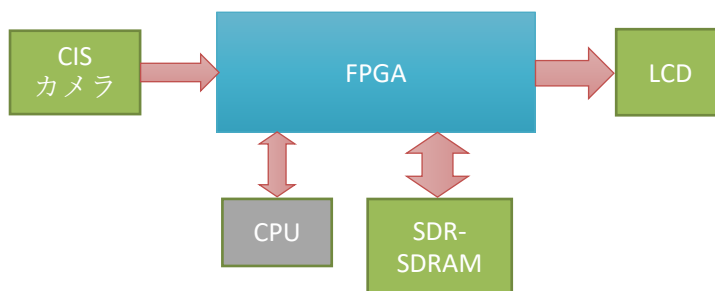 CIS
カメラ
FPGA
LCD
CPU
SDR-
SDRAM